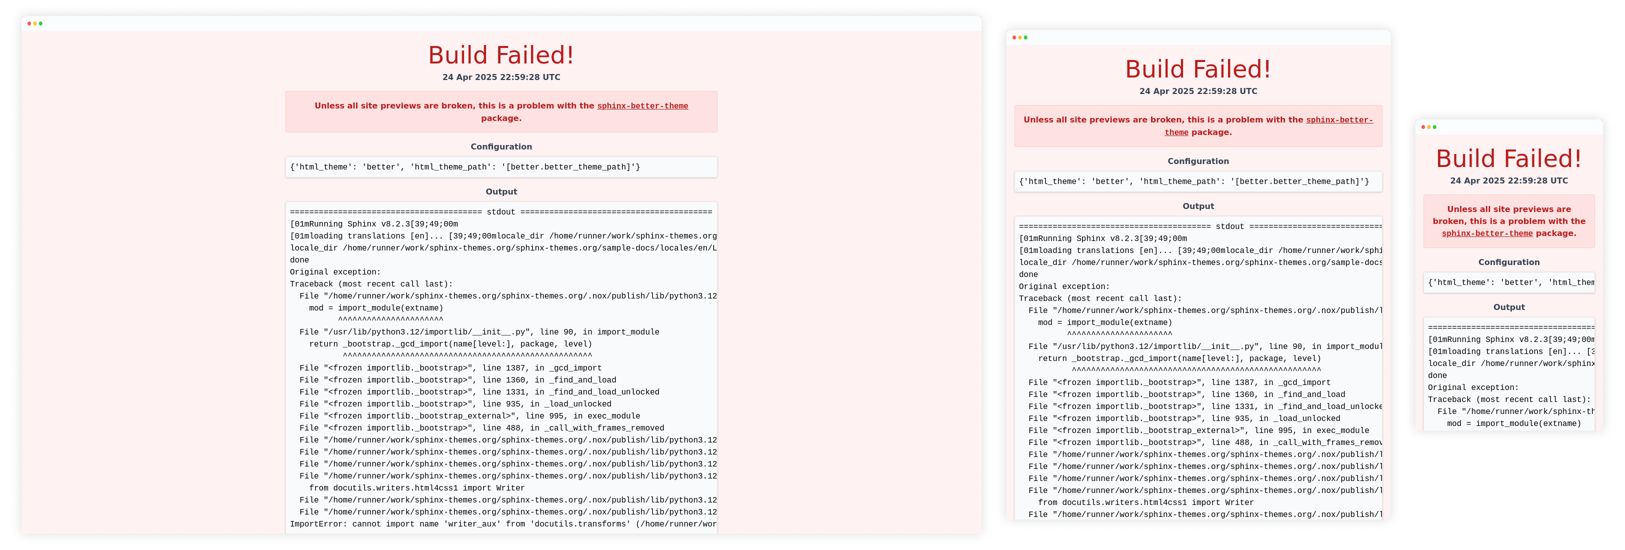 Build Failed!
24 Apr 2025 22:59:28 UTC
Unless all site previews are broken, this is a problem with the sphinx-better-theme
package.
Configuration
{'html_theme': 'better', 'html_theme_path': '[better.better_theme_path]'}
Output
======================================== stdout ========================================
[01mRunning Sphinx v8.2.3[39;49;00m
[01mloading translations [en]... [39;49;00mlocale_dir /home/runner/work/sphinx-themes.org
locale_dir /home/runner/work/sphinx-themes.org/sphinx-themes.org/sample-docs/locales/en/L
done
Original exception:
Traceback (most recent call last):
  File "/home/runner/work/sphinx-themes.org/sphinx-themes.org/.nox/publish/lib/python3.12
    mod = import_module(extname)
          ^^^^^^^^^^^^^^^^^^^^^^
  File "/usr/lib/python3.12/importlib/__init__.py", line 90, in import_module
    return _bootstrap._gcd_import(name[level:], package, level)
           ^^^^^^^^^^^^^^^^^^^^^^^^^^^^^^^^^^^^^^^^^^^^^^^^^^^^
  File "<frozen importlib._bootstrap>", line 1387, in _gcd_import
  File "<frozen importlib._bootstrap>", line 1360, in _find_and_load
  File "<frozen importlib._bootstrap>", line 1331, in _find_and_load_unlocked
  File "<frozen importlib._bootstrap>", line 935, in _load_unlocked
  File "<frozen importlib._bootstrap_external>", line 995, in exec_module
  File "<frozen importlib._bootstrap>", line 488, in _call_with_frames_removed
  File "/home/runner/work/sphinx-themes.org/sphinx-themes.org/.nox/publish/lib/python3.12
  File "/home/runner/work/sphinx-themes.org/sphinx-themes.org/.nox/publish/lib/python3.12
  File "/home/runner/work/sphinx-themes.org/sphinx-themes.org/.nox/publish/lib/python3.12
  File "/home/runner/work/sphinx-themes.org/sphinx-themes.org/.nox/publish/lib/python3.12
    from docutils.writers.html4css1 import Writer
  File "/home/runner/work/sphinx-themes.org/sphinx-themes.org/.nox/publish/lib/python3.12
  File "/home/runner/work/sphinx-themes.org/sphinx-themes.org/.nox/publish/lib/python3.12
ImportError: cannot import name 'writer_aux' from 'docutils.transforms' (/home/runner/wor
Build Failed!
24 Apr 2025 22:59:28 UTC
Unless all site previews are broken, this is a problem with the sphinx-better-
theme package.
Configuration
{'html_theme': 'better', 'html_theme_path': '[better.better_theme_path]'}
Output
======================================== stdout ===============================
[01mRunning Sphinx v8.2.3[39;49;00m
[01mloading translations [en]... [39;49;00mlocale_dir /home/runner/work/sphi
locale_dir /home/runner/work/sphinx-themes.org/sphinx-themes.org/sample-docs
done
Original exception:
Traceback (most recent call last):
  File "/home/runner/work/sphinx-themes.org/sphinx-themes.org/.nox/publish/l
    mod = import_module(extname)
          ^^^^^^^^^^^^^^^^^^^^^^
  File "/usr/lib/python3.12/importlib/__init__.py", line 90, in import_modul
    return _bootstrap._gcd_import(name[level:], package, level)
           ^^^^^^^^^^^^^^^^^^^^^^^^^^^^^^^^^^^^^^^^^^^^^^^^^^^^
  File "<frozen importlib._bootstrap>", line 1387, in _gcd_import
  File "<frozen importlib._bootstrap>", line 1360, in _find_and_load
  File "<frozen importlib._bootstrap>", line 1331, in _find_and_load_unlocke
  File "<frozen importlib._bootstrap>", line 935, in _load_unlocked
  File "<frozen importlib._bootstrap_external>", line 995, in exec_module
  File "<frozen importlib._bootstrap>", line 488, in _call_with_frames_remov
  File "/home/runner/work/sphinx-themes.org/sphinx-themes.org/.nox/publish/l
  File "/home/runner/work/sphinx-themes.org/sphinx-themes.org/.nox/publish/l
  File "/home/runner/work/sphinx-themes.org/sphinx-themes.org/.nox/publish/l
  File "/home/runner/work/sphinx-themes.org/sphinx-themes.org/.nox/publish/l
    from docutils.writers.html4css1 import Writer
  File "/home/runner/work/sphinx-themes.org/sphinx-themes.org/.nox/publish/l
Build Failed!
24 Apr 2025 22:59:28 UTC
Unless all site previews are
broken, this is a problem with the
sphinx-better-theme package.
Configuration
{'html_theme': 'better', 'html_them
Output
===================================
[01mRunning Sphinx v8.2.3[39;49;00m
[01mloading translations [en]... [3
locale_dir /home/runner/work/sphinx
done
Original exception:
Traceback (most recent call last):
  File "/home/runner/work/sphinx-th
    mod = import_module(extname)